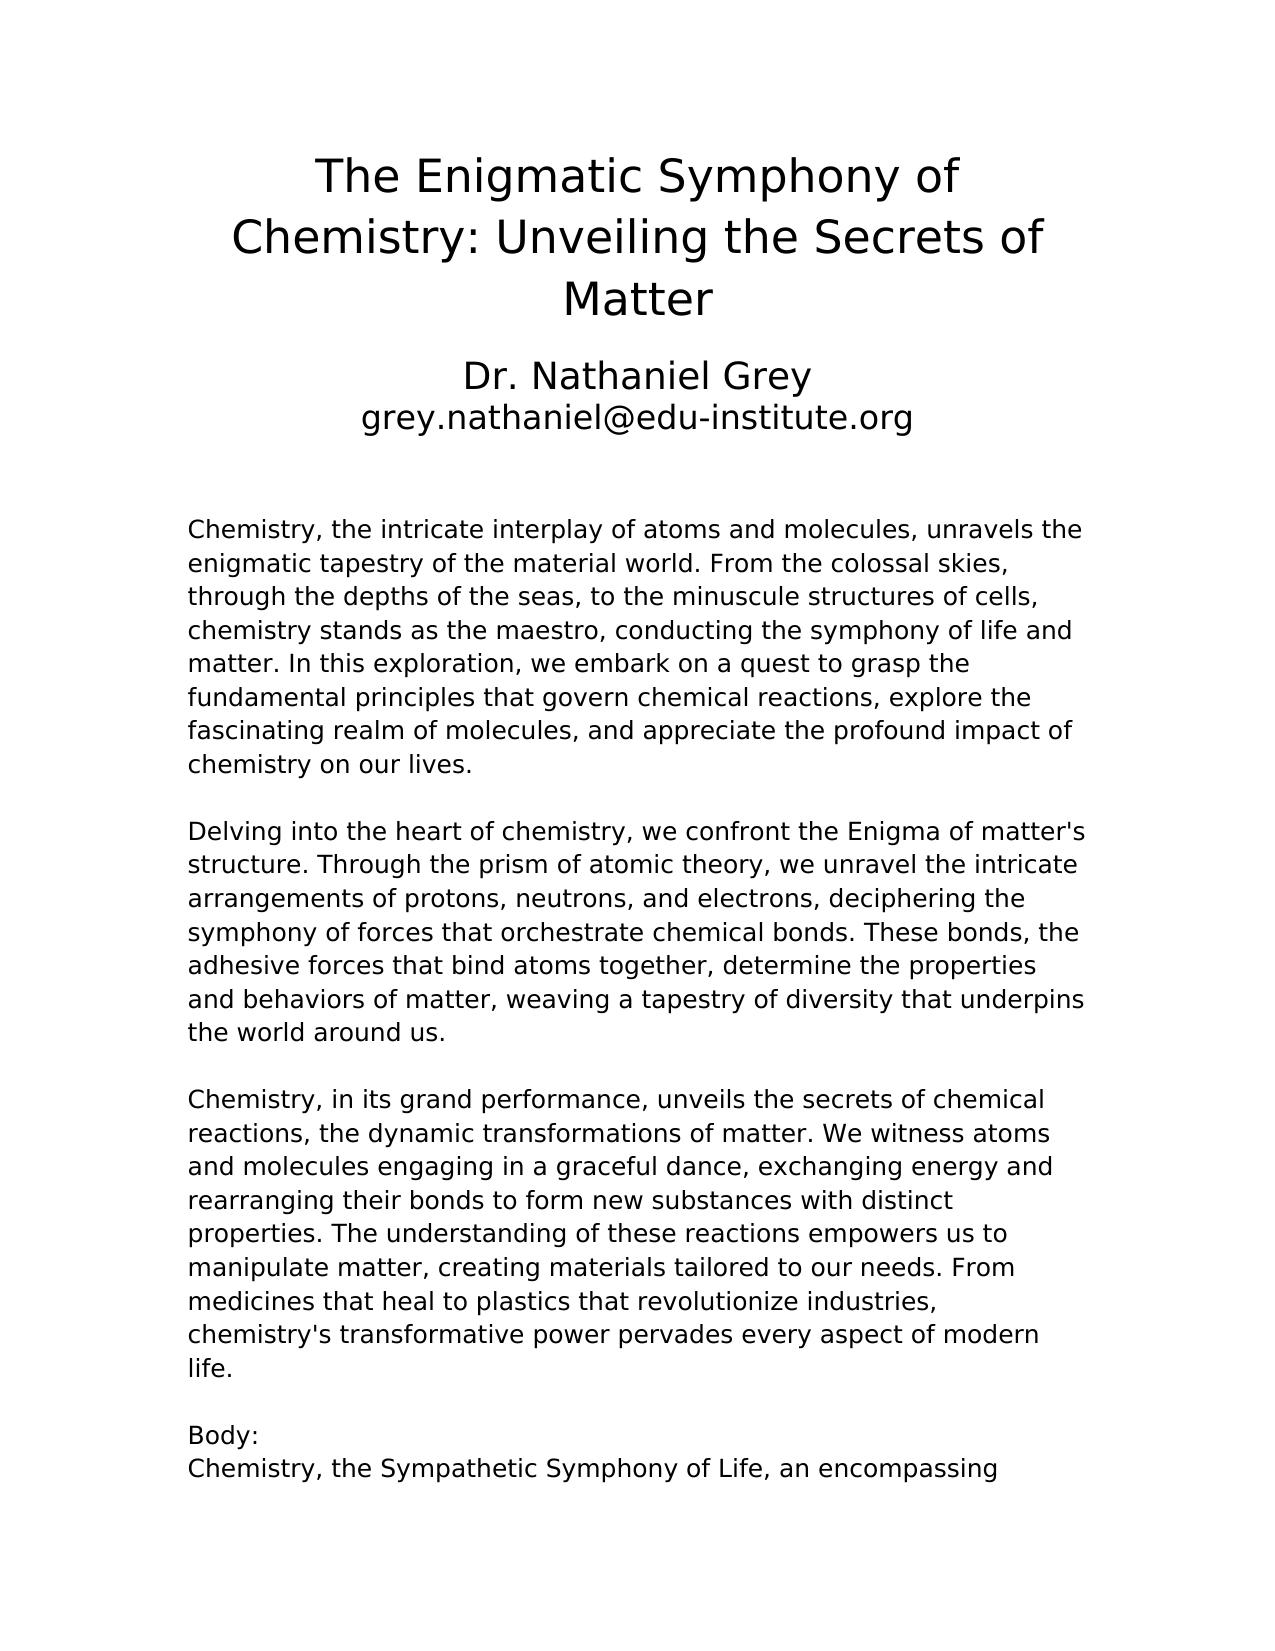 The Enigmatic Symphony of
Chemistry: Unveiling the Secrets of
Matter
Dr. Nathaniel Grey
grey.nathaniel@edu-institute.org
Chemistry, the intricate interplay of atoms and molecules, unravels the
enigmatic tapestry of the material world. From the colossal skies,
through the depths of the seas, to the minuscule structures of cells,
chemistry stands as the maestro, conducting the symphony of life and
matter. In this exploration, we embark on a quest to grasp the
fundamental principles that govern chemical reactions, explore the
fascinating realm of molecules, and appreciate the profound impact of
chemistry on our lives.
Delving into the heart of chemistry, we confront the Enigma of matter's
structure. Through the prism of atomic theory, we unravel the intricate
arrangements of protons, neutrons, and electrons, deciphering the
symphony of forces that orchestrate chemical bonds. These bonds, the
adhesive forces that bind atoms together, determine the properties
and behaviors of matter, weaving a tapestry of diversity that underpins
the world around us.
Chemistry, in its grand performance, unveils the secrets of chemical
reactions, the dynamic transformations of matter. We witness atoms
and molecules engaging in a graceful dance, exchanging energy and
rearranging their bonds to form new substances with distinct
properties. The understanding of these reactions empowers us to
manipulate matter, creating materials tailored to our needs. From
medicines that heal to plastics that revolutionize industries,
chemistry's transformative power pervades every aspect of modern
life.
Body:
Chemistry, the Sympathetic Symphony of Life, an encompassing